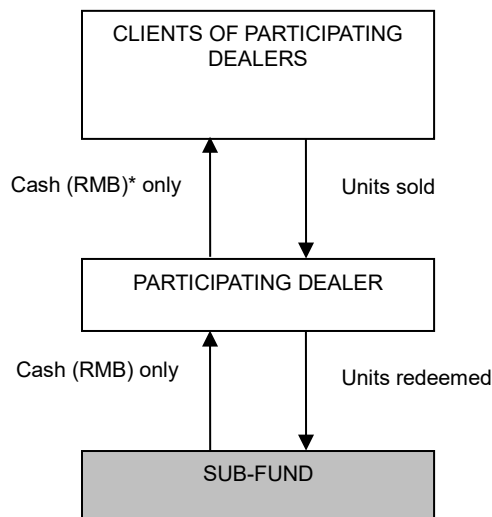 CLIENTS OF PARTICIPATING
DEALERS
Cash (RMB)* only
Units sold
PARTICIPATING DEALER
Cash (RMB) only
Units redeemed
SUB-FUND